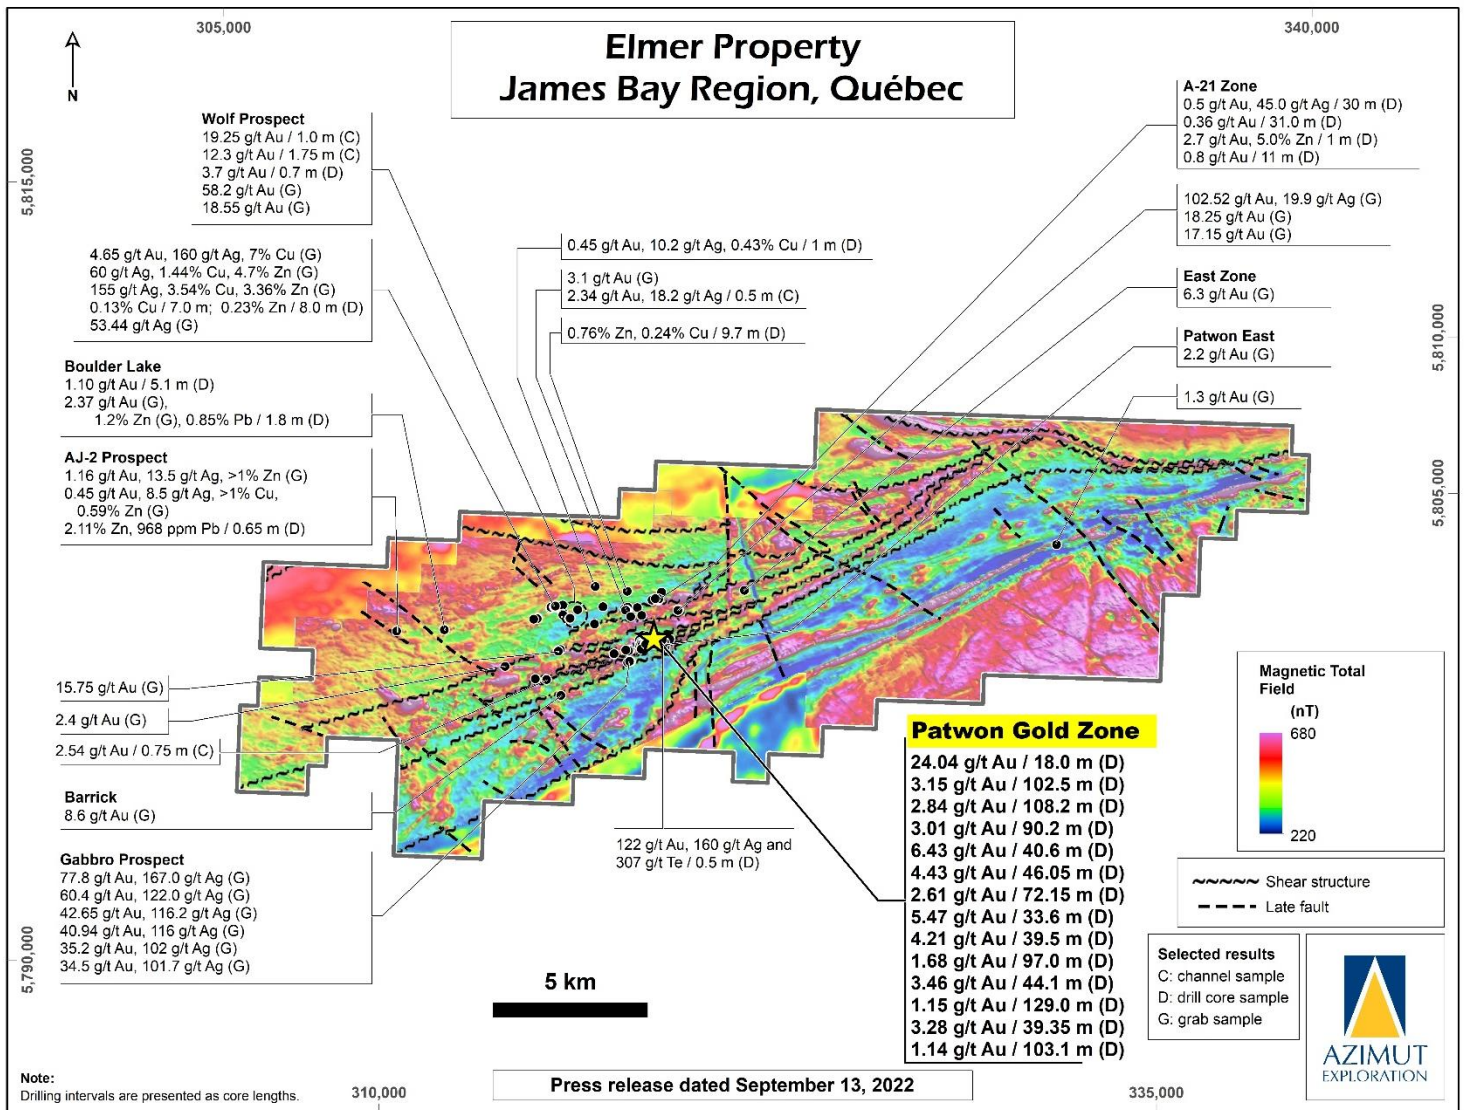 305,000
340,000
N
Elmer Property
James Bay Region, Québec
5,815,000
5,810,000
5,805,000
5,790,000
Wolf Prospect
19.25 g/t Au / 1.0 m (C)
12.3 g/t Au / 1.75 m (C)
3.7 g/t Au / 0.7 m (D)
58.2 g/t Au (G)
18.55 g/t Au (G)
4.65 g/t Au, 160 g/t Ag, 7% Cu (G)
60 g/t Ag, 1.44% Cu, 4.7% Zn (G)
155 g/t Ag, 3.54% Cu, 3.36% Zn (G)
0.13% Cu / 7.0 m; 0.23% Zn / 8.0 m (D)
53.44 g/t Ag (G)
Boulder Lake
1.10 g/t Au / 5.1 m (D)
2.37 g/t Au (G),
1.2% Zn (G), 0.85% Pb / 1.8 m (D)
AJ-2 Prospect
1.16 g/t Au, 13.5 g/t Ag, >1% Zn (G)
0.45 g/t Au, 8.5 g/t Ag, >1% Cu,
0.59% Zn (G)
2.11% Zn, 968 ppm Pb / 0.65 m (D)
0.45 g/t Au, 10.2 g/t Ag, 0.43% Cu / 1 m (D)
3.1 g/t Au (G)
2.34 g/t Au, 18.2 g/t Ag / 0.5 m (C)
0.76% Zn, 0.24% Cu / 9.7 m (D)
A-21 Zone
0.5 g/t Au, 45.0 g/t Ag / 30 m (D)
0.36 g/t Au / 31.0 m (D)
2.7 g/t Au, 5.0% Zn / 1 m (D)
0.8 g/t Au / 11 m (D)
102.52 g/t Au, 19.9 g/t Ag (G)
18.25 g/t Au (G)
17.15 g/t Au (G)
East Zone
6.3 g/t Au (G)
Patwon East
2.2 g/t Au (G)
1.3 g/t Au (G)
15.75 g/t Au (G)
2.4 g/t Au (G)
2.54 g/t Au / 0.75 m (C)
Barrick
8.6 g/t Au (G)
Gabbro Prospect
77.8 g/t Au, 167.0 g/t Ag (G)
60.4 g/t Au, 122.0 g/t Ag (G)
42.65 g/t Au, 116.2 g/t Ag (G)
40.94 g/t Au, 116 g/t Ag (G)
35.2 g/t Au, 102 g/t Ag (G)
34.5 g/t Au, 101.7 g/t Ag (G)
122 g/t Au, 160 g/t Ag and
307 g/t Te / 0.5 m (D)
Patwon Gold Zone
24.04 g/t Au / 18.0 m (D)
3.15 g/t Au / 102.5 m (D)
2.84 g/t Au / 108.2 m (D)
3.01 g/t Au / 90.2 m (D)
6.43 g/t Au / 40.6 m (D)
4.43 g/t Au / 46.05 m (D)
2.61 g/t Au / 72.15 m (D)
5.47 g/t Au / 33.6 m (D)
4.21 g/t Au / 39.5 m (D)
1.68 g/t Au / 97.0 m (D)
3.46 g/t Au / 44.1 m (D)
1.15 g/t Au / 129.0 m (D)
3.28 g/t Au / 39.35 m (D)
1.14 g/t Au / 103.1 m (D)
Magnetic Total
Field
(nT)
680
220
Shear structure
Late fault
Selected results
C: channel sample
D: drill core sample
G: grab sample
AZIMUT
EXPLORATION
5 km
Note:
Drilling intervals are presented as core lengths.
Press release dated September 13, 2022
310,000
335,000